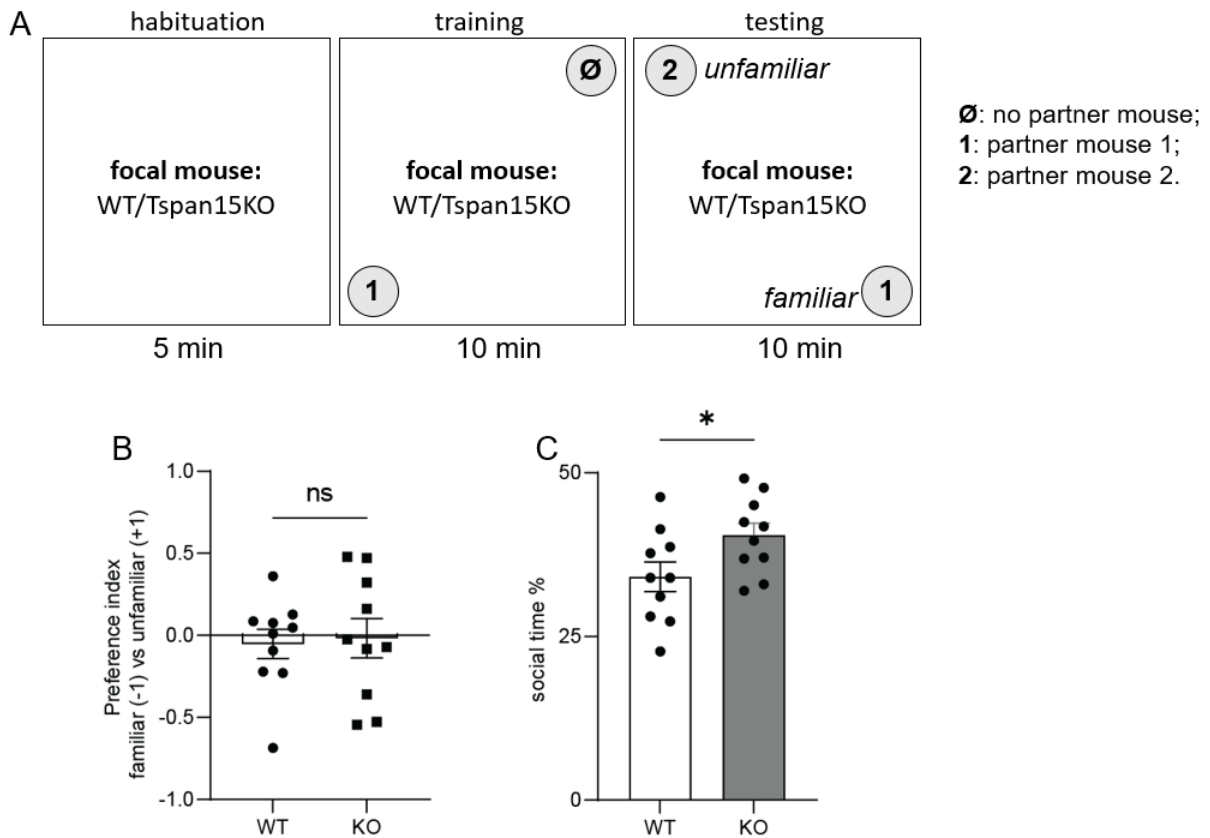 A
habituation
training
testing
Ø
2 unfamiliar
focal mouse:
WT/Tspan15KO
focal mouse:
WT/Tspan15KO
focal mouse:
WT/Tspan15KO
1
familiar 1
5 min
10 min
10 min
Ø: no partner mouse;
1: partner mouse 1;
2: partner mouse 2.
B
Preference index
familiar (-1) vs unfamiliar (+1)
1.0
0.5
0.0
-0.5
-1.0
ns
WT
KO
C
social time %
50
25
0
*
WT
KO